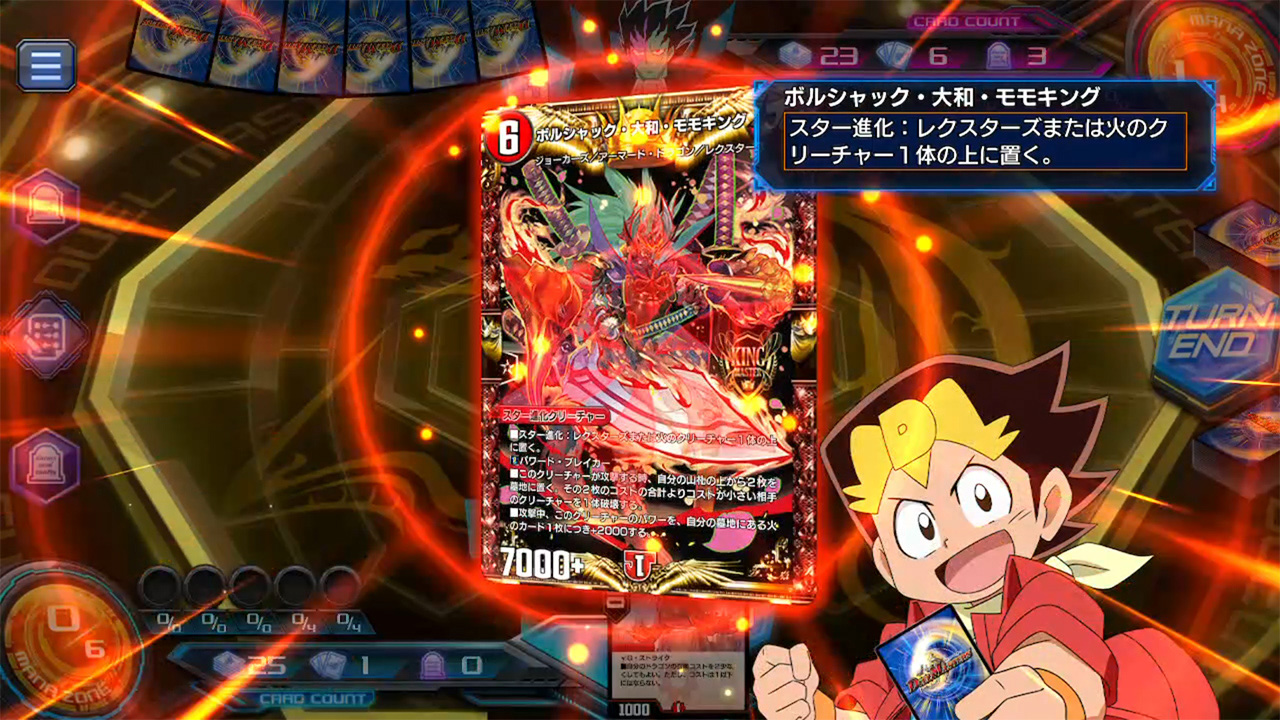 CARD COUNT
23 6 3
MANA ZONE
ボルシャック・大和・モモキング
スター進化：レクスターズまたは火のク
リーチャー１体の上に置く。
6
ボルシャック・大和・モモキング
ジョーカーズ／アーマード・ドラゴン／レクスターズ
KING
MASTER
スター進化クリーチャー
■スター進化：レクスターズまたは火のクリーチャー１体の上
に置く。
パワード・ブレイカー
■このクリーチャーが攻撃する時、自分の山札の上から２枚を
墓地に置く。その２枚のコストの合計よりコストが小さい相手
のクリーチャーを１体破壊する。
■攻撃中、このクリーチャーのパワーを、自分の墓地にある火
のカード１枚につき+2000する。
7000+
TURN
END
DUEL MASTERS
D
0
6
MANA ZONE
0/0 0/0 0/0 0/4 0/4
25 1 0
CARD COUNT
1000